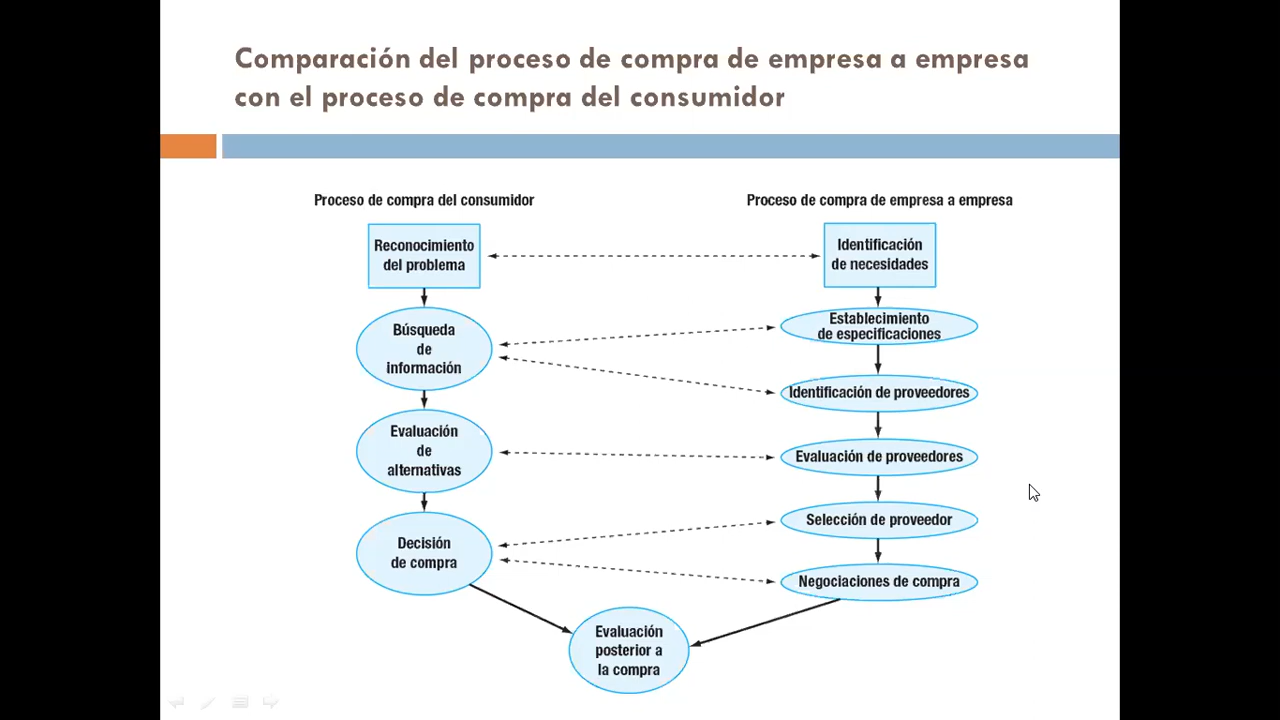 Comparación del proceso de compra de empresa a empresa
con el proceso de compra del consumidor
Proceso de compra del consumidor
Reconocimiento
del problema
Búsqueda
de
información
Evaluación
de
alternativas
Decisión
de compra
Proceso de compra de empresa a empresa
Identificación
de necesidades
Establecimiento
de especificaciones
Identificación de proveedores
Evaluación de proveedores
Selección de proveedor
Negociaciones de compra
Evaluación
posterior a
la compra